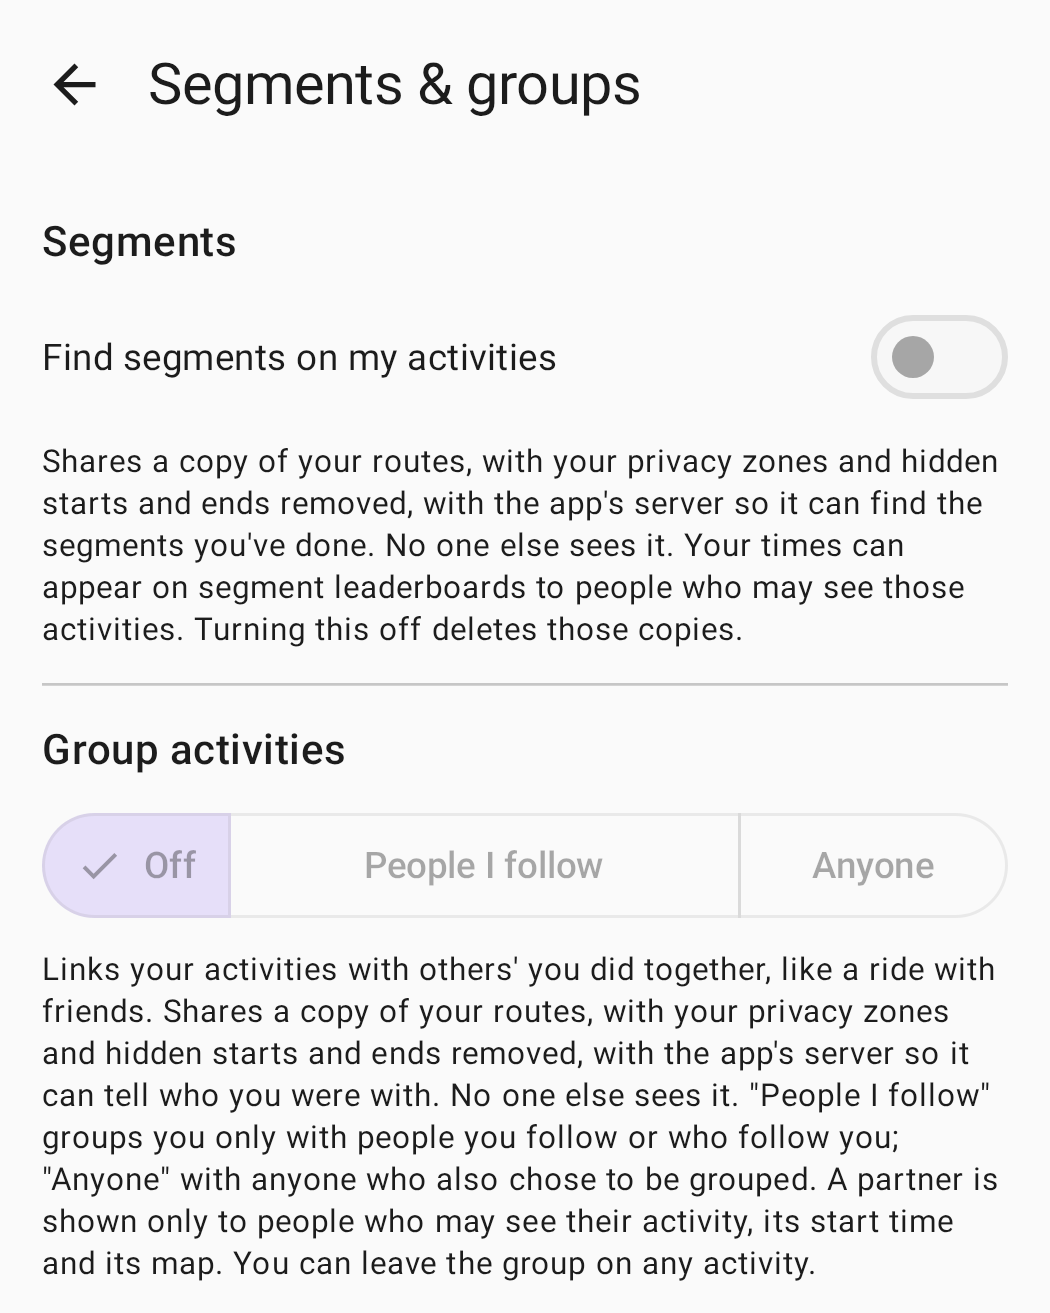 Segments & groups
Segments
Find segments on my activities
Shares a copy of your routes, with your privacy zones and hidden
starts and ends removed, with the app's server so it can find the
segments you've done. No one else sees it. Your times can
appear on segment leaderboards to people who may see those
activities. Turning this off deletes those copies.
Group activities
Off
People I follow
Anyone
Links your activities with others' you did together, like a ride with
friends. Shares a copy of your routes, with your privacy zones
and hidden starts and ends removed, with the app's server so it
can tell who you were with. No one else sees it. "People I follow"
groups you only with people you follow or who follow you;
"Anyone" with anyone who also chose to be grouped. A partner is
shown only to people who may see their activity, its start time
and its map. You can leave the group on any activity.